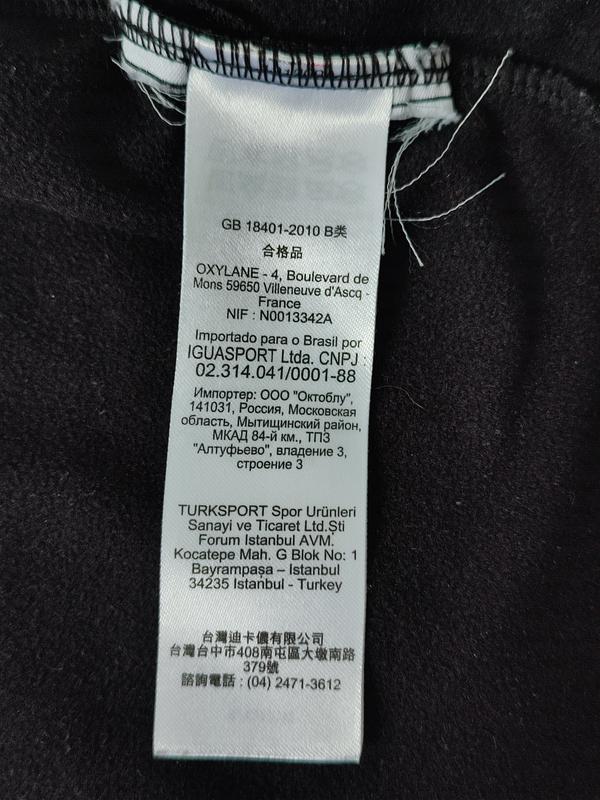 GB 18401-2010 B类
合格品
OXYLANE - 4, Boulevard de
Mons 59650 Villeneuve d'Ascq -
France
NIF : N0013342A
Importado para o Brasil por
IGUASPORT Ltda. CNPJ :
02.314.041/0001-88
Импортер: ООО "Октоблу",
141031, Россия, Московская
область, Мытищинский район,
МКАД 84-й км., ТПЗ
"Алтуфьево", владение 3,
строение 3
TURKSPORT Spor Urünleri
Sanayi ve Ticaret Ltd.Şti
Forum Istanbul AVM.
Kocatepe Mah. G Blok No: 1
Bayrampaşa – Istanbul
34235 Istanbul - Turkey
台灣迪卡儂有限公司
台灣台中市408南屯區大墩南路
379號
諮詢電話 : (04) 2471-3612